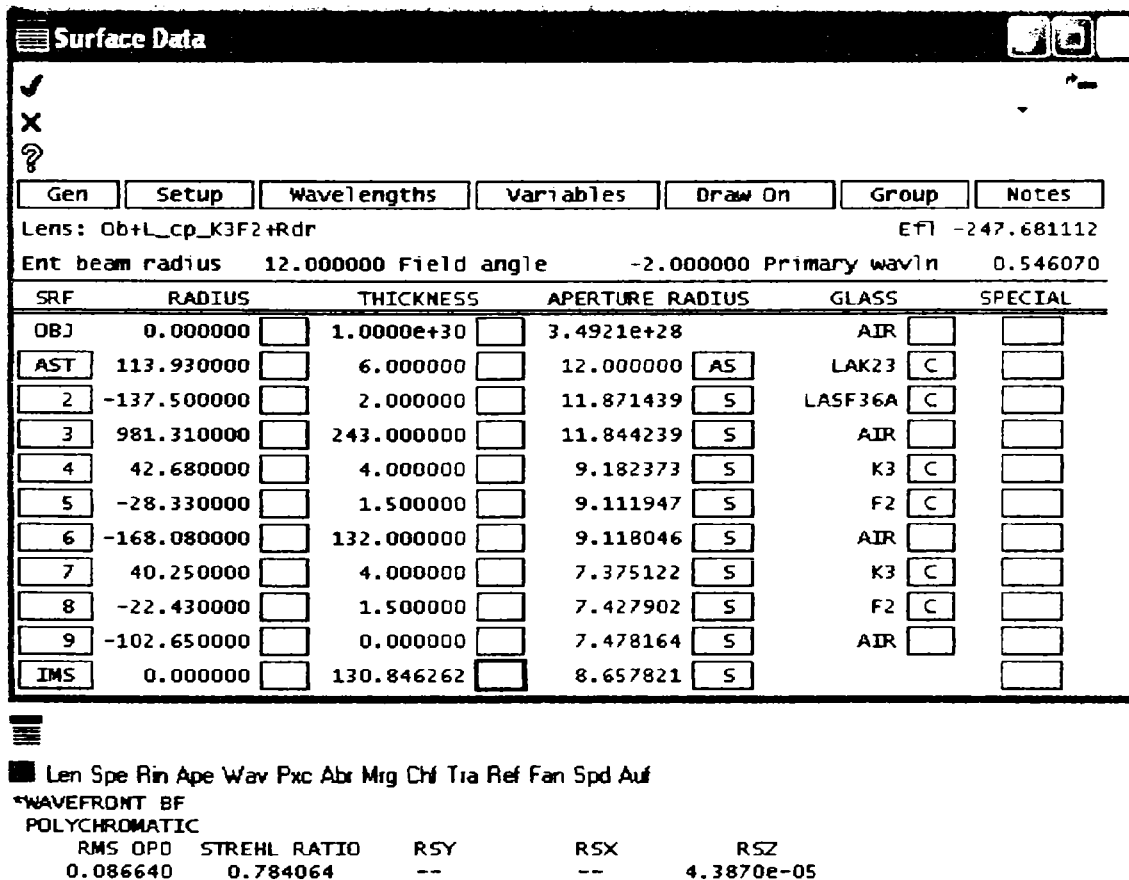 Surface Data
Gen Setup Wavelengths Variables Draw On Group Notes
Lens: Ob+L_cp_K3F2+Rdr Efl -247.681112
Ent beam radius 12.000000 Field angle -2.000000 Primary wavln 0.546070
SRF RADIUS THICKNESS APERTURE RADIUS GLASS SPECIAL
OBJ 0.000000 1.0000e+30 3.4921e+28 AIR
AST 113.930000 6.000000 12.000000 AS LAK23 C
2 -137.500000 2.000000 11.871439 S LASF36A C
3 981.310000 243.000000 11.844239 S AIR
4 42.680000 4.000000 9.182373 S K3 C
5 -28.330000 1.500000 9.111947 S F2 C
6 -168.080000 132.000000 9.118046 S AIR
7 40.250000 4.000000 7.375122 S K3 C
8 -22.430000 1.500000 7.427902 S F2 C
9 -102.650000 0.000000 7.478164 S AIR
IMS 0.000000 130.846262 8.657821 S
Len Spe Rin Ape Wav Pxc Abr Mrg Chf Tra Ref Fan Spd Auf
*WAVEFRONT BF
POLYCHROMATIC
RMS OPD STREHL RATIO RSY RSX RSZ
0.086640 0.784064 -- -- 4.3870e-05